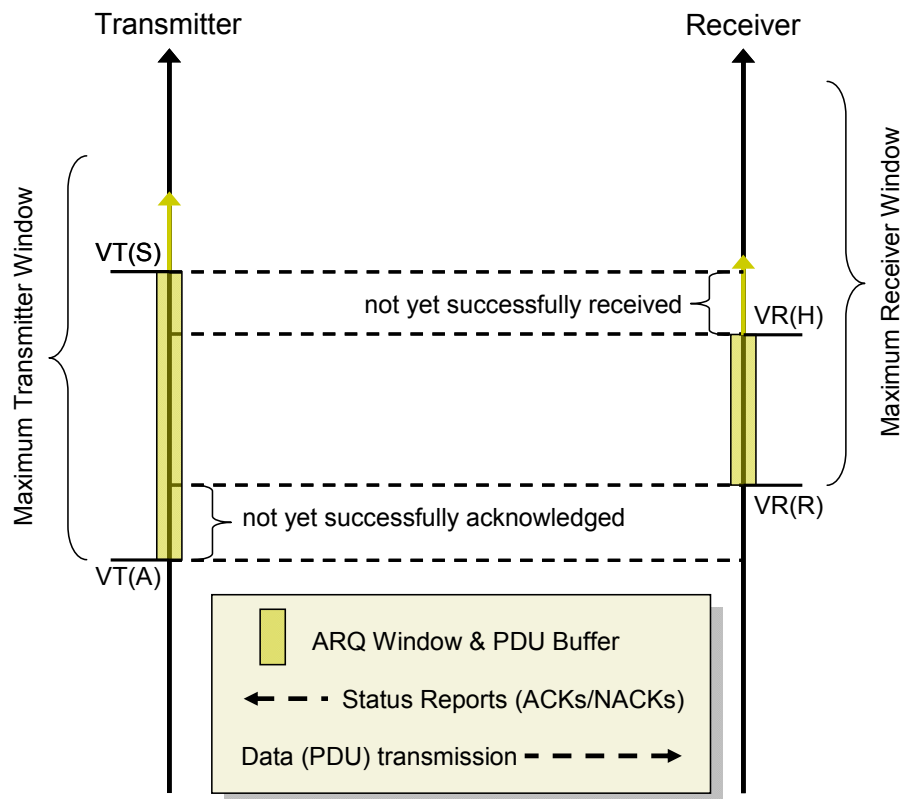 Transmitter
Receiver
Maximum Transmitter Window
Maximum Receiver Window
VT(S)
not yet successfully received
VR(H)
VR(R)
not yet successfully acknowledged
VT(A)
ARQ Window & PDU Buffer
Status Reports (ACKs/NACKs)
Data (PDU) transmission